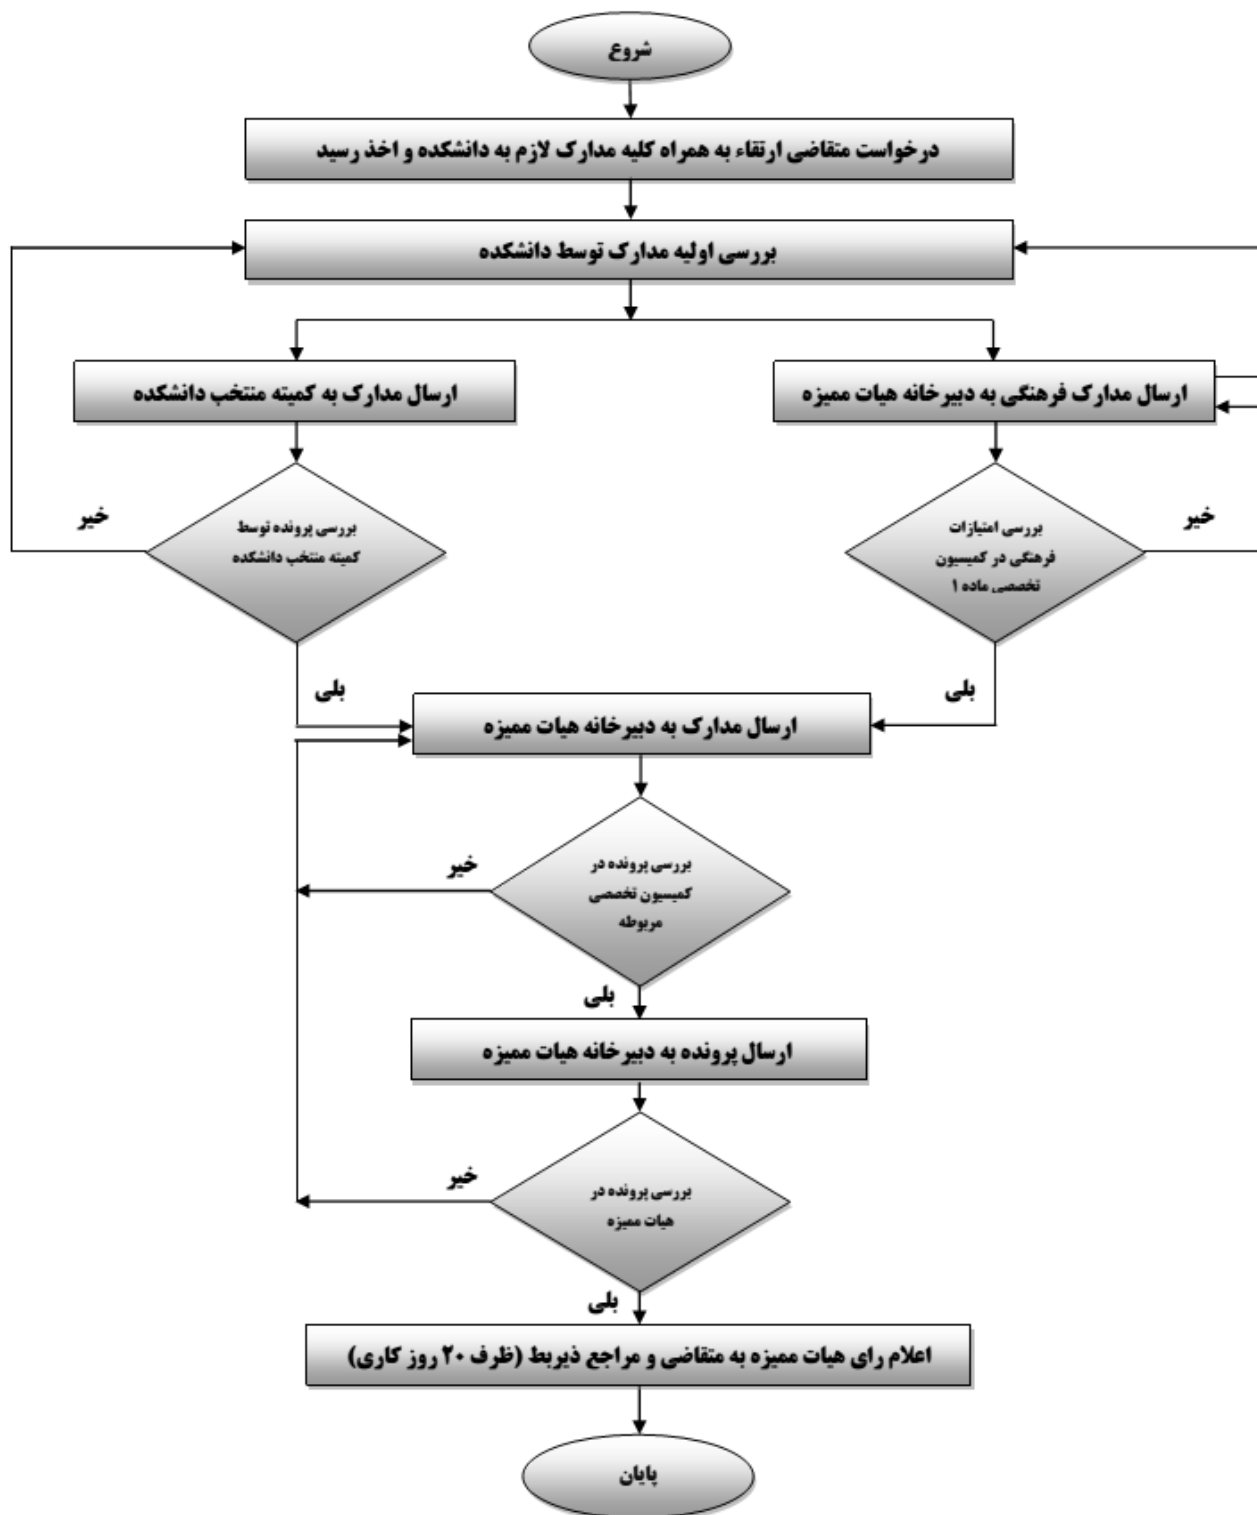 شروع
درخواست متقاضی ارتقاء به همراه کلیه مدارک لازم به دانشکده و اخذ رسید
بررسی اولیه مدارک توسط دانشکده
ارسال مدارک فرهنگی به دبیرخانه هیات ممیزه
ارسال مدارک به کمیته منتخب دانشکده
خیر
بررسی امتیازات
فرهنگی در کمیسیون
تخصصی ماده ۱
خیر
بررسی پرونده توسط
کمیته منتخب دانشکده
بلی
بلی
ارسال مدارک به دبیرخانه هیات ممیزه
خیر
بررسی پرونده در
کمیسیون تخصصی
مربوطه
بلی
ارسال پرونده به دبیرخانه هیات ممیزه
خیر
بررسی پرونده در
هیات ممیزه
بلی
اعلام رای هیات ممیزه به متقاضی و مراجع ذیربط (ظرف ۲۰ روز کاری)
پایان